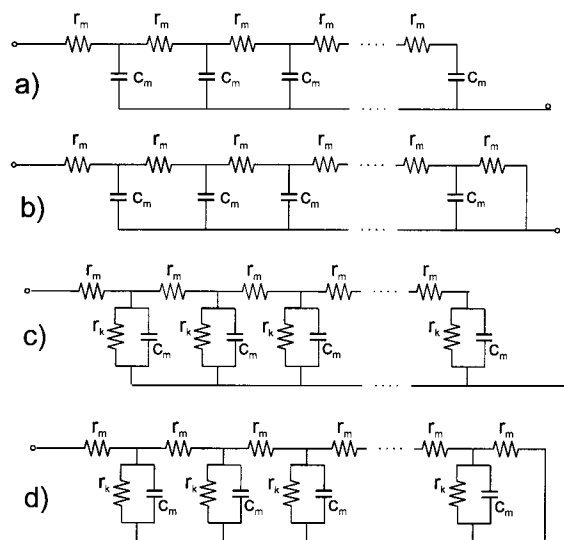 r_m r_m r_m r_m r_m
C_m C_m C_m C_m
a)
r_m r_m r_m r_m r_m r_m
C_m C_m C_m C_m
b)
r_m r_m r_m r_m r_m
r_k C_m r_k C_m r_k C_m r_k C_m
c)
r_m r_m r_m r_m r_m r_m
r_k C_m r_k C_m r_k C_m r_k C_m
d)